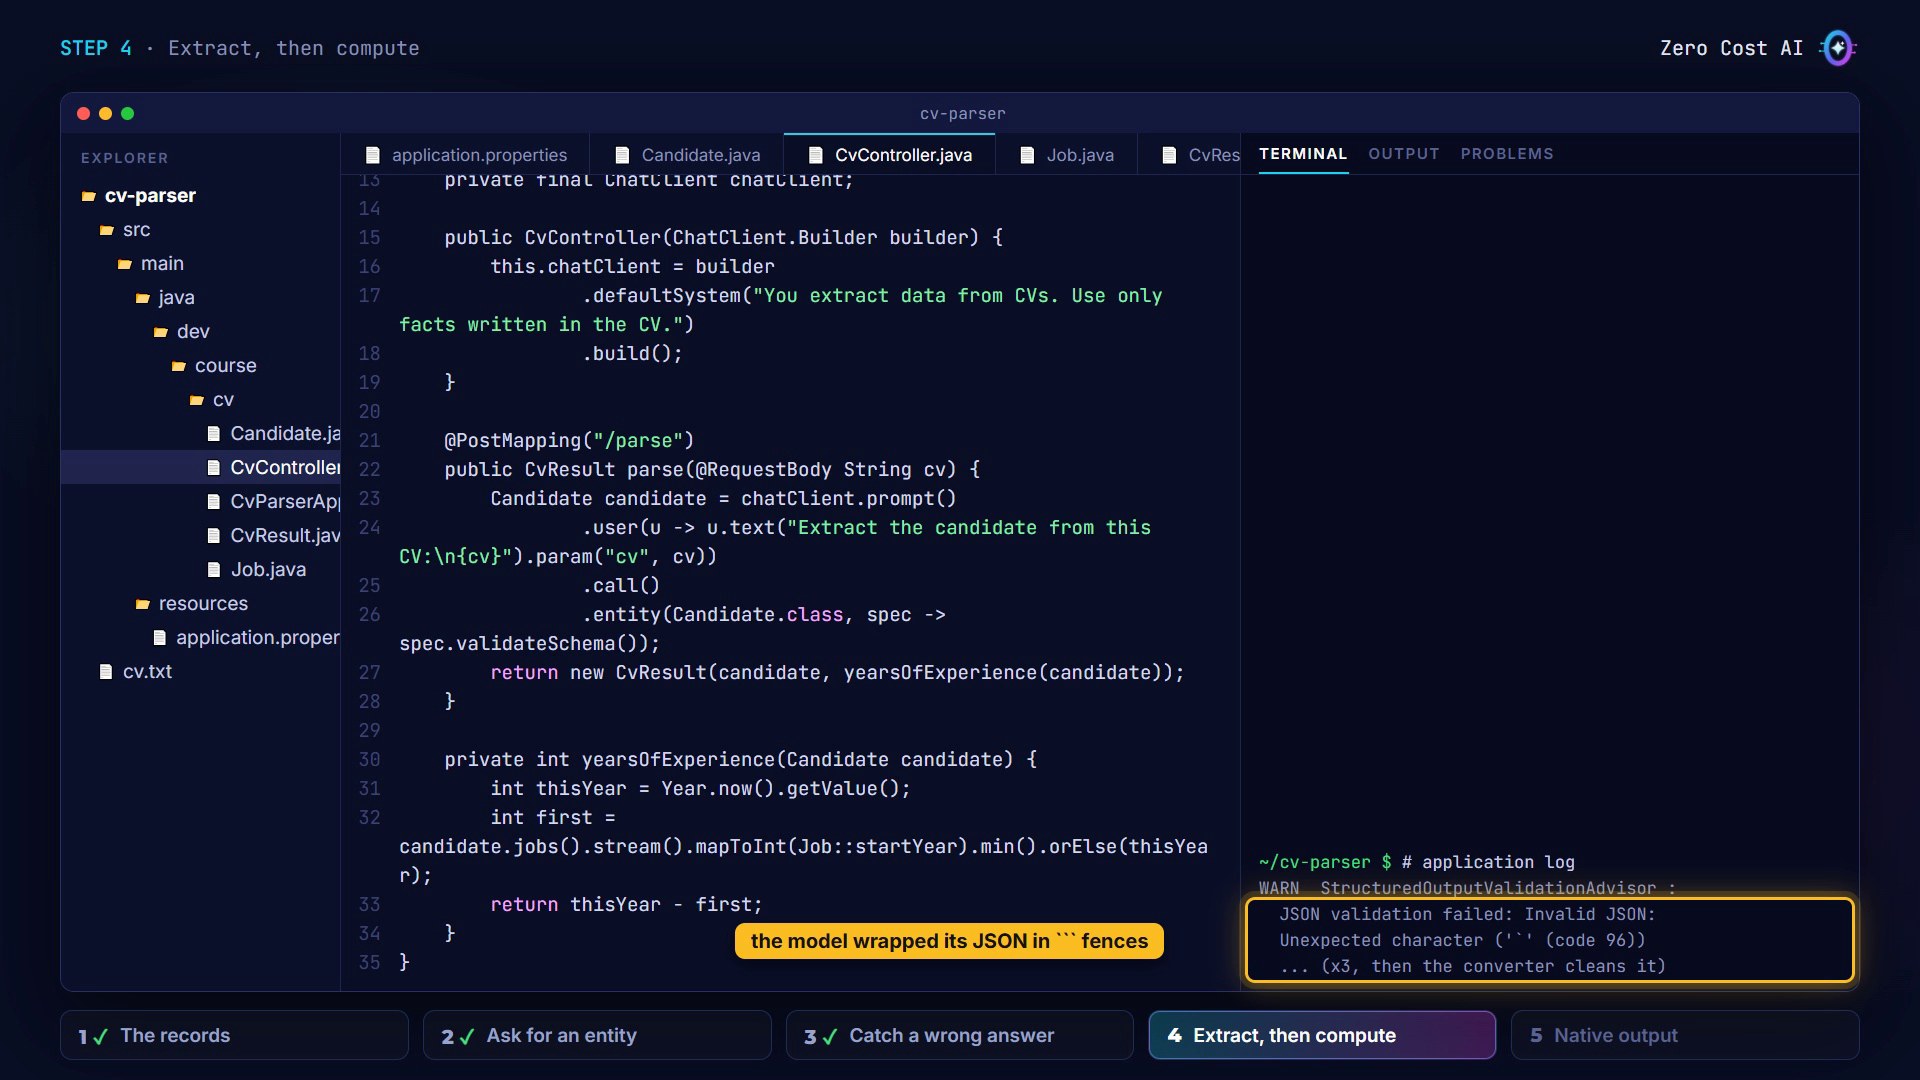 STEP 4 · Extract, then compute
Zero Cost AI
cv-parser
EXPLORER
cv-parser
src
main
java
dev
course
cv
Candidate.ja
CvController
CvParserApp
CvResult.jav
Job.java
resources
application.proper
cv.txt
application.properties
Candidate.java
CvController.java
Job.java
CvRes
13 private final ChatClient chatClient;
14
15 public CvController(ChatClient.Builder builder) {
16 this.chatClient = builder
17 .defaultSystem("You extract data from CVs. Use only
facts written in the CV.")
18 .build();
19 }
20
21 @PostMapping("/parse")
22 public CvResult parse(@RequestBody String cv) {
23 Candidate candidate = chatClient.prompt()
24 .user(u -> u.text("Extract the candidate from this
CV:\n{cv}").param("cv", cv))
25 .call()
26 .entity(Candidate.class, spec ->
spec.validateSchema());
27 return new CvResult(candidate, yearsOfExperience(candidate));
28 }
29
30 private int yearsOfExperience(Candidate candidate) {
31 int thisYear = Year.now().getValue();
32 int first =
candidate.jobs().stream().mapToInt(Job::startYear).min().orElse(thisYea
r);
33 return thisYear - first;
34 }
35 }
the model wrapped its JSON in ``` fences
TERMINAL OUTPUT PROBLEMS
~/cv-parser $ # application log
WARN StructuredOutputValidationAdvisor :
JSON validation failed: Invalid JSON:
Unexpected character ('`' (code 96))
... (x3, then the converter cleans it)
1 ✓ The records
2 ✓ Ask for an entity
3 ✓ Catch a wrong answer
4 Extract, then compute
5 Native output